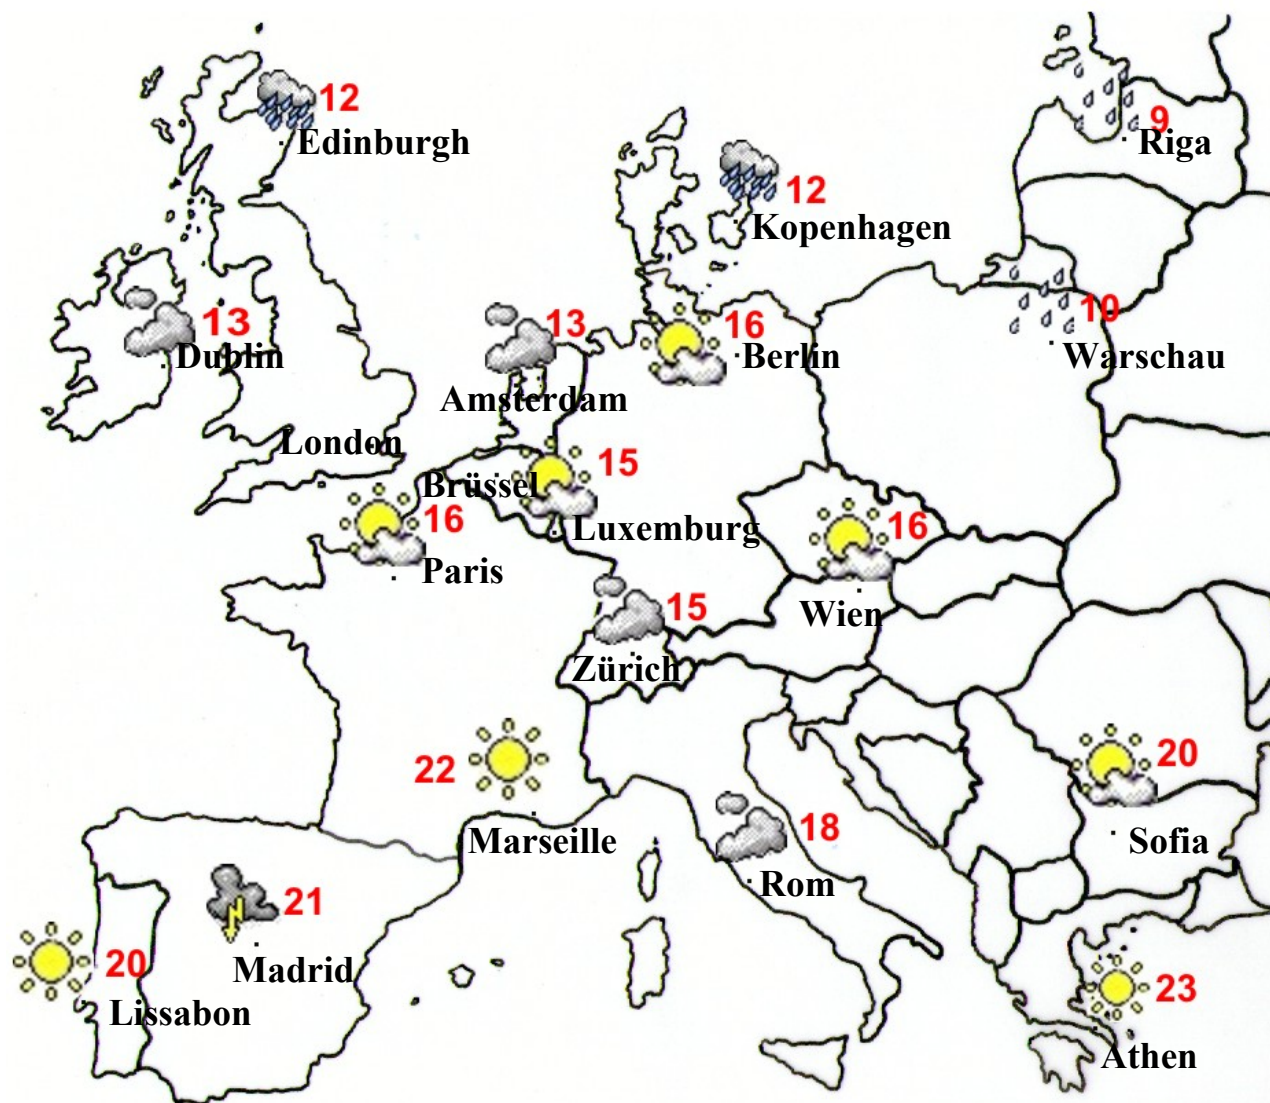 12
Edinburgh
9
Riga
12
Kopenhagen
13
Dublin
13
Amsterdam
16
Berlin
10
Warschau
London
Brüssel
15
Luxemburg
16
Paris
16
Wien
15
Zürich
22
Marseille
18
Rom
20
Sofia
21
Madrid
20
Lissabon
23
Athen